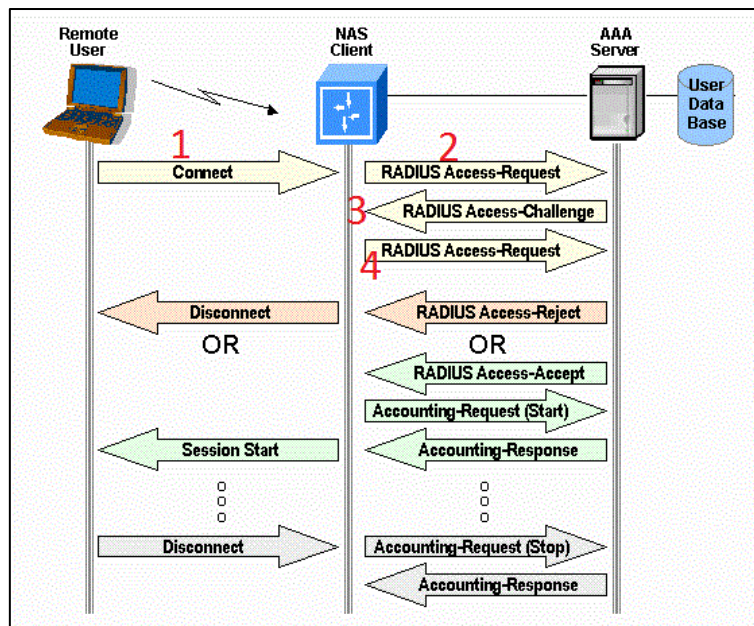 Remote
User
NAS
Client
AAA
Server
User
Data
Base
1
Connect
2
RADIUS Access-Request
3
RADIUS Access-Challenge
4
RADIUS Access-Request
Disconnect
RADIUS Access-Reject
OR
OR
RADIUS Access-Accept
Accounting-Request (Start)
Session Start
Accounting-Response
Disconnect
Accounting-Request (Stop)
Accounting-Response